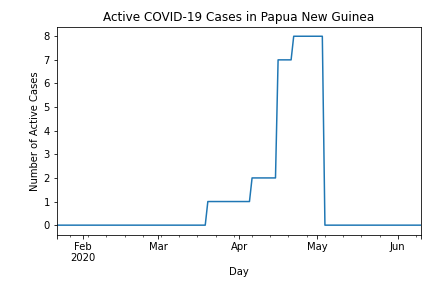 Active COVID-19 Cases in Papua New Guinea
8
7
6
5
4
3
2
1
0
Number of Active Cases
Feb
2020
Mar
Apr
May
Jun
Day